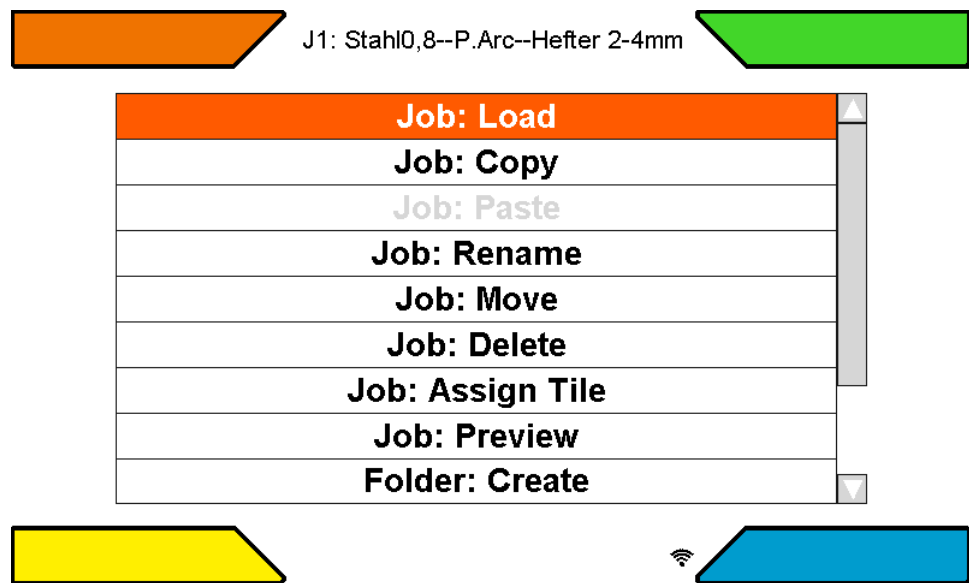 J1: Stahl0,8--P.Arc--Hefter 2-4mm
Job: Load
Job: Copy
Job: Paste
Job: Rename
Job: Move
Job: Delete
Job: Assign Tile
Job: Preview
Folder: Create